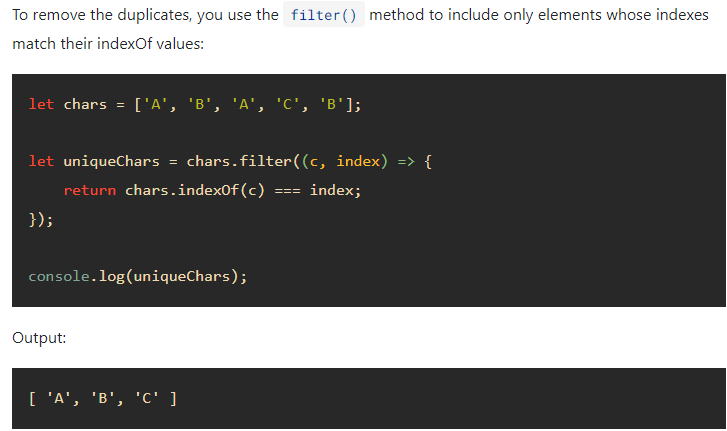 To remove the duplicates, you use the filter() method to include only elements whose indexes
match their indexOf values:
let chars = ['A', 'B', 'A', 'C', 'B'];
let uniqueChars = chars.filter((c, index) => {
    return chars.indexOf(c) === index;
});
console.log(uniqueChars);
Output:
[ 'A', 'B', 'C' ]